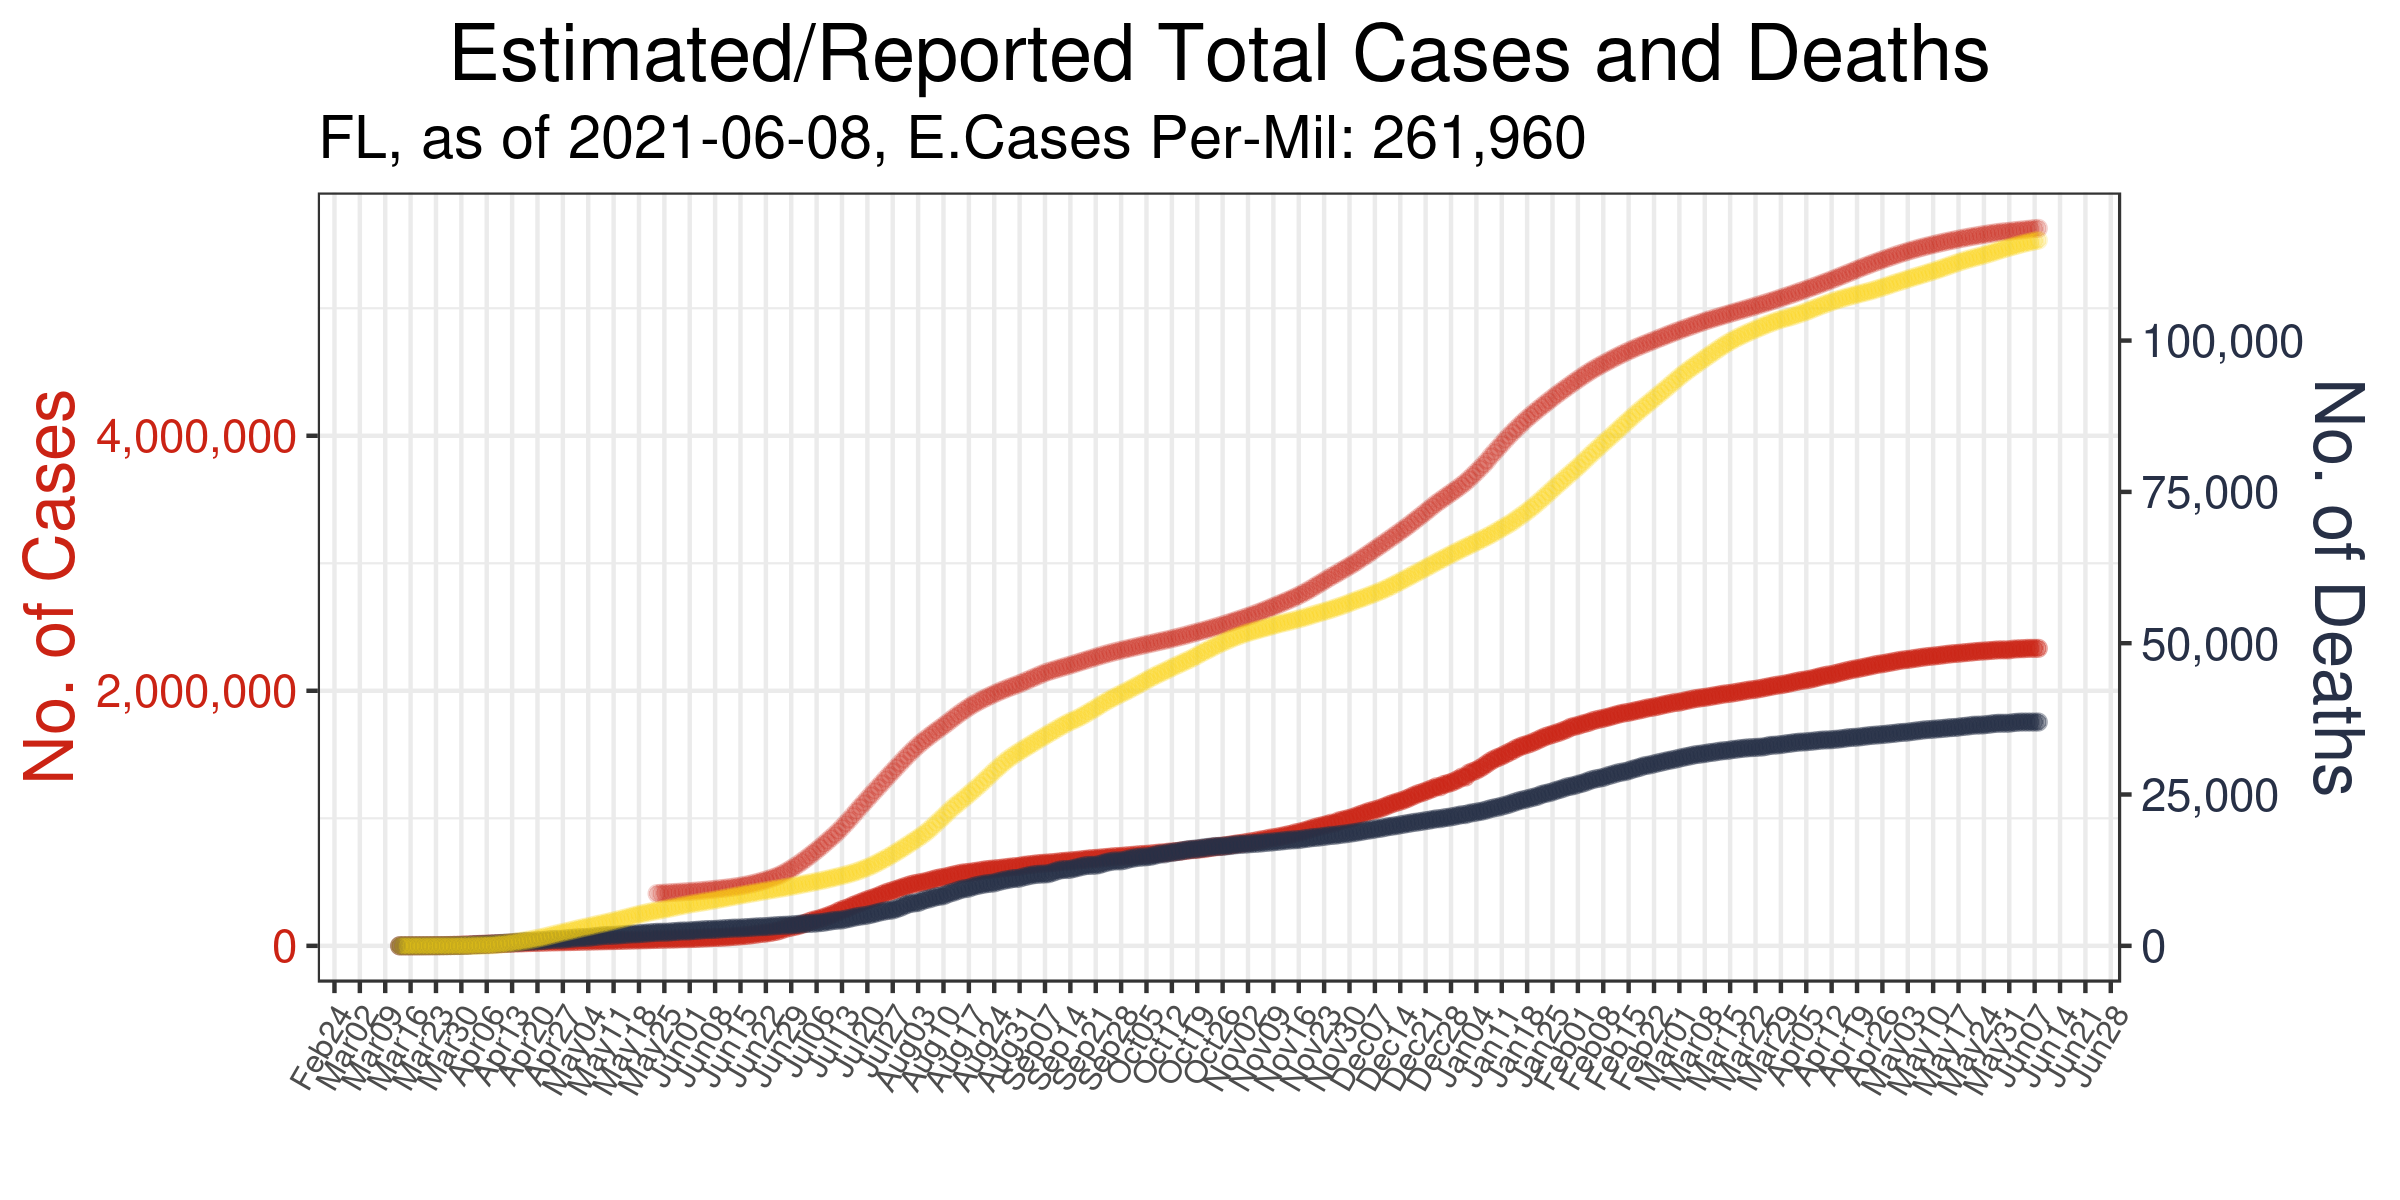 Estimated/Reported Total Cases and Deaths
FL, as of 2021-06-08, E.Cases Per-Mil: 261,960
No. of Cases
4,000,000
2,000,000
0
100,000
75,000
50,000
25,000
0
No. of Deaths
Feb24
Mar02
Mar09
Mar16
Mar23
Mar30
Apr06
Apr13
Apr20
Apr27
May04
May11
May18
May25
Jun01
Jun08
Jun15
Jun22
Jun29
Jul06
Jul13
Jul20
Jul27
Aug03
Aug10
Aug17
Aug24
Aug31
Sep07
Sep14
Sep21
Sep28
Oct05
Oct12
Oct19
Oct26
Nov02
Nov09
Nov16
Nov23
Nov30
Dec07
Dec14
Dec21
Dec28
Jan04
Jan11
Jan18
Jan25
Feb01
Feb08
Feb15
Feb22
Mar01
Mar08
Mar15
Mar22
Mar29
Apr05
Apr12
Apr19
Apr26
May03
May10
May17
May24
May31
Jun07
Jun14
Jun21
Jun28